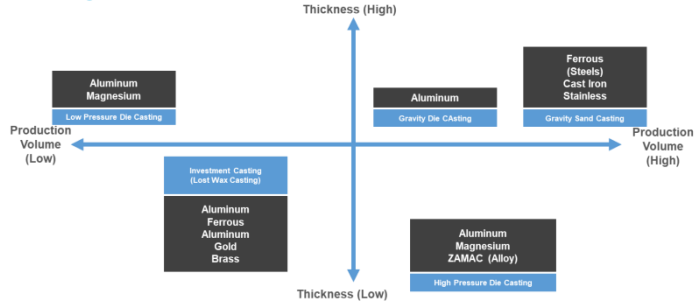 Thickness (High)
Aluminum
Magnesium
Low Pressure Die Casting
Aluminum
Gravity Die CAsting
Ferrous
(Steels)
Cast Iron
Stainless
Gravity Sand Casting
Production
Volume
(Low)
Production
Volume
(High)
Investment Casting
(Lost Wax Casting)
Aluminum
Ferrous
Aluminum
Gold
Brass
Aluminum
Magnesium
ZAMAC (Alloy)
High Pressure Die Casting
Thickness (Low)